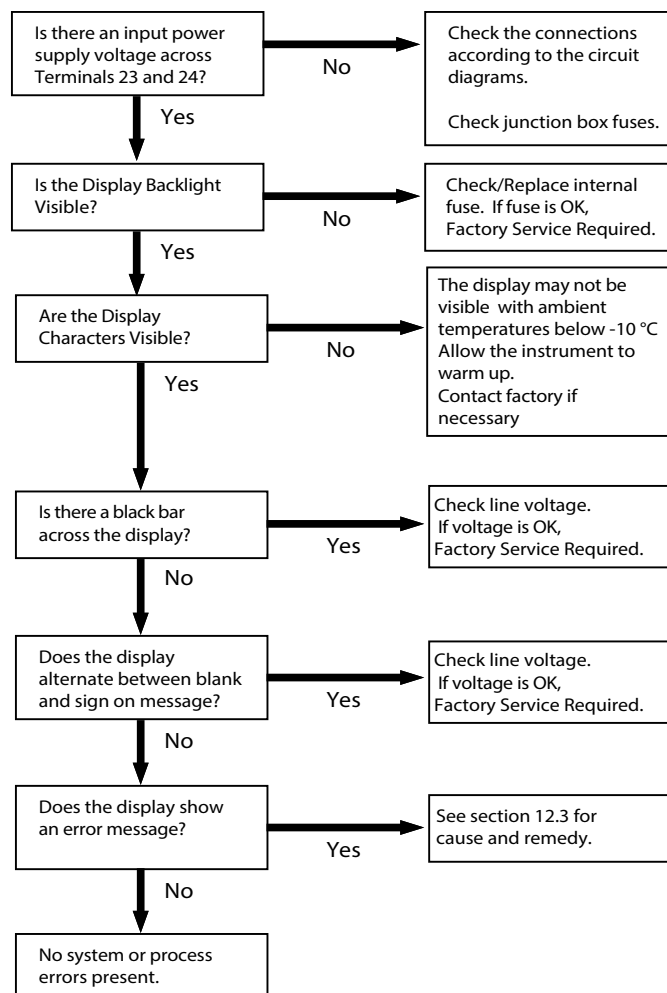 Is there an input power
supply voltage across
Terminals 23 and 24?
No
Check the connections
according to the circuit
diagrams.
Check junction box fuses.
Yes
Is the Display Backlight
Visible?
No
Check/Replace internal
fuse. If fuse is OK,
Factory Service Required.
Yes
Are the Display
Characters Visible?
No
The display may not be
visible with ambient
temperatures below -10 °C
Allow the instrument to
warm up.
Contact factory if
necessary
Yes
Is there a black bar
across the display?
Yes
Check line voltage.
If voltage is OK,
Factory Service Required.
No
Does the display
alternate between blank
and sign on message?
Yes
Check line voltage.
If voltage is OK,
Factory Service Required.
No
Does the display show
an error message?
Yes
See section 12.3 for
cause and remedy.
No
No system or process
errors present.